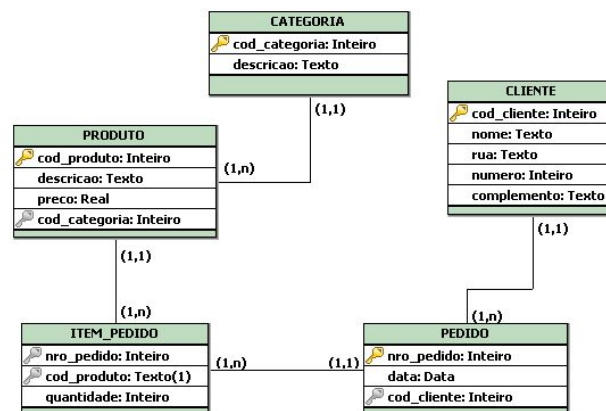 CATEGORIA
cod_categoria: Inteiro
descricao: Texto
(1,1)
CLIENTE
cod_cliente: Inteiro
nome: Texto
rua: Texto
numero: Inteiro
complemento: Texto
(1,1)
PRODUTO
cod_produto: Inteiro
descricao: Texto
preco: Real
cod_categoria: Inteiro
(1,n)
(1,1)
(1,n)
ITEM_PEDIDO
nro_pedido: Inteiro
cod_produto: Texto(1)
quantidade: Inteiro
(1,n)
(1,1)
(1,n)
PEDIDO
nro_pedido: Inteiro
data: Data
cod_cliente: Inteiro